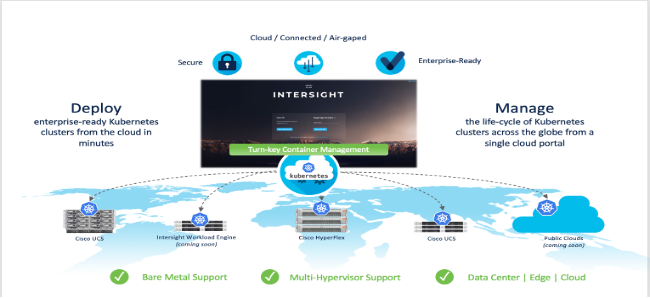 Cloud / Connected / Air-gaped
Secure
Enterprise-Ready
INTERSIGHT
Deploy
enterprise-ready Kubernetes
clusters from the cloud in
minutes
Manage
the life-cycle of Kubernetes
clusters across the globe from a
single cloud portal
Turn-key Container Management
kubernetes
Cisco UCS
Intersight Workload Engine
(coming soon)
Cisco HyperFlex
Cisco UCS
Public Clouds
(coming soon)
Bare Metal Support
Multi-Hypervisor Support
Data Center | Edge | Cloud